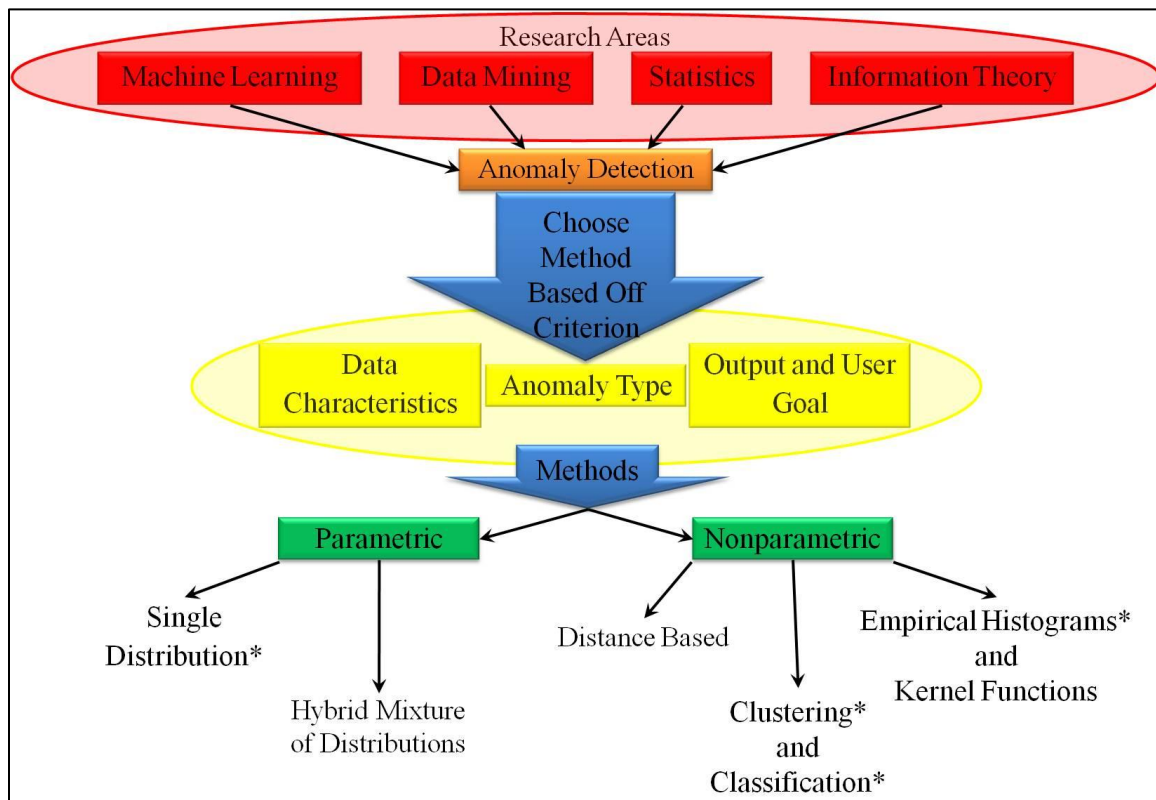 Research Areas
Machine Learning
Data Mining
Statistics
Information Theory
Anomaly Detection
Choose
Method
Based Off
Criterion
Data
Characteristics
Anomaly Type
Output and User
Goal
Methods
Parametric
Nonparametric
Single
Distribution*
Hybrid Mixture
of Distributions
Distance Based
Clustering*
and
Classification*
Empirical Histograms*
and
Kernel Functions